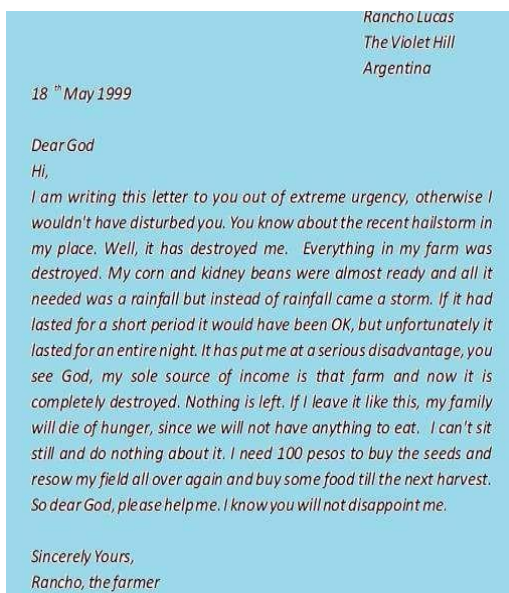 Rancho Lucas
The Violet Hill
Argentina
18 th May 1999
Dear God
Hi,
I am writing this letter to you out of extreme urgency, otherwise I
wouldn't have disturbed you. You know about the recent hailstorm in
my place. Well, it has destroyed me. Everything in my farm was
destroyed. My corn and kidney beans were almost ready and all it
needed was a rainfall but instead of rainfall came a storm. If it had
lasted for a short period it would have been OK, but unfortunately it
lasted for an entire night. It has put me at a serious disadvantage, you
see God, my sole source of income is that farm and now it is
completely destroyed. Nothing is left. If I leave it like this, my family
will die of hunger, since we will not have anything to eat. I can't sit
still and do nothing about it. I need 100 pesos to buy the seeds and
resow my field all over again and buy some food till the next harvest.
So dear God, please help me. I know you will not disappoint me.
Sincerely Yours,
Rancho, the farmer